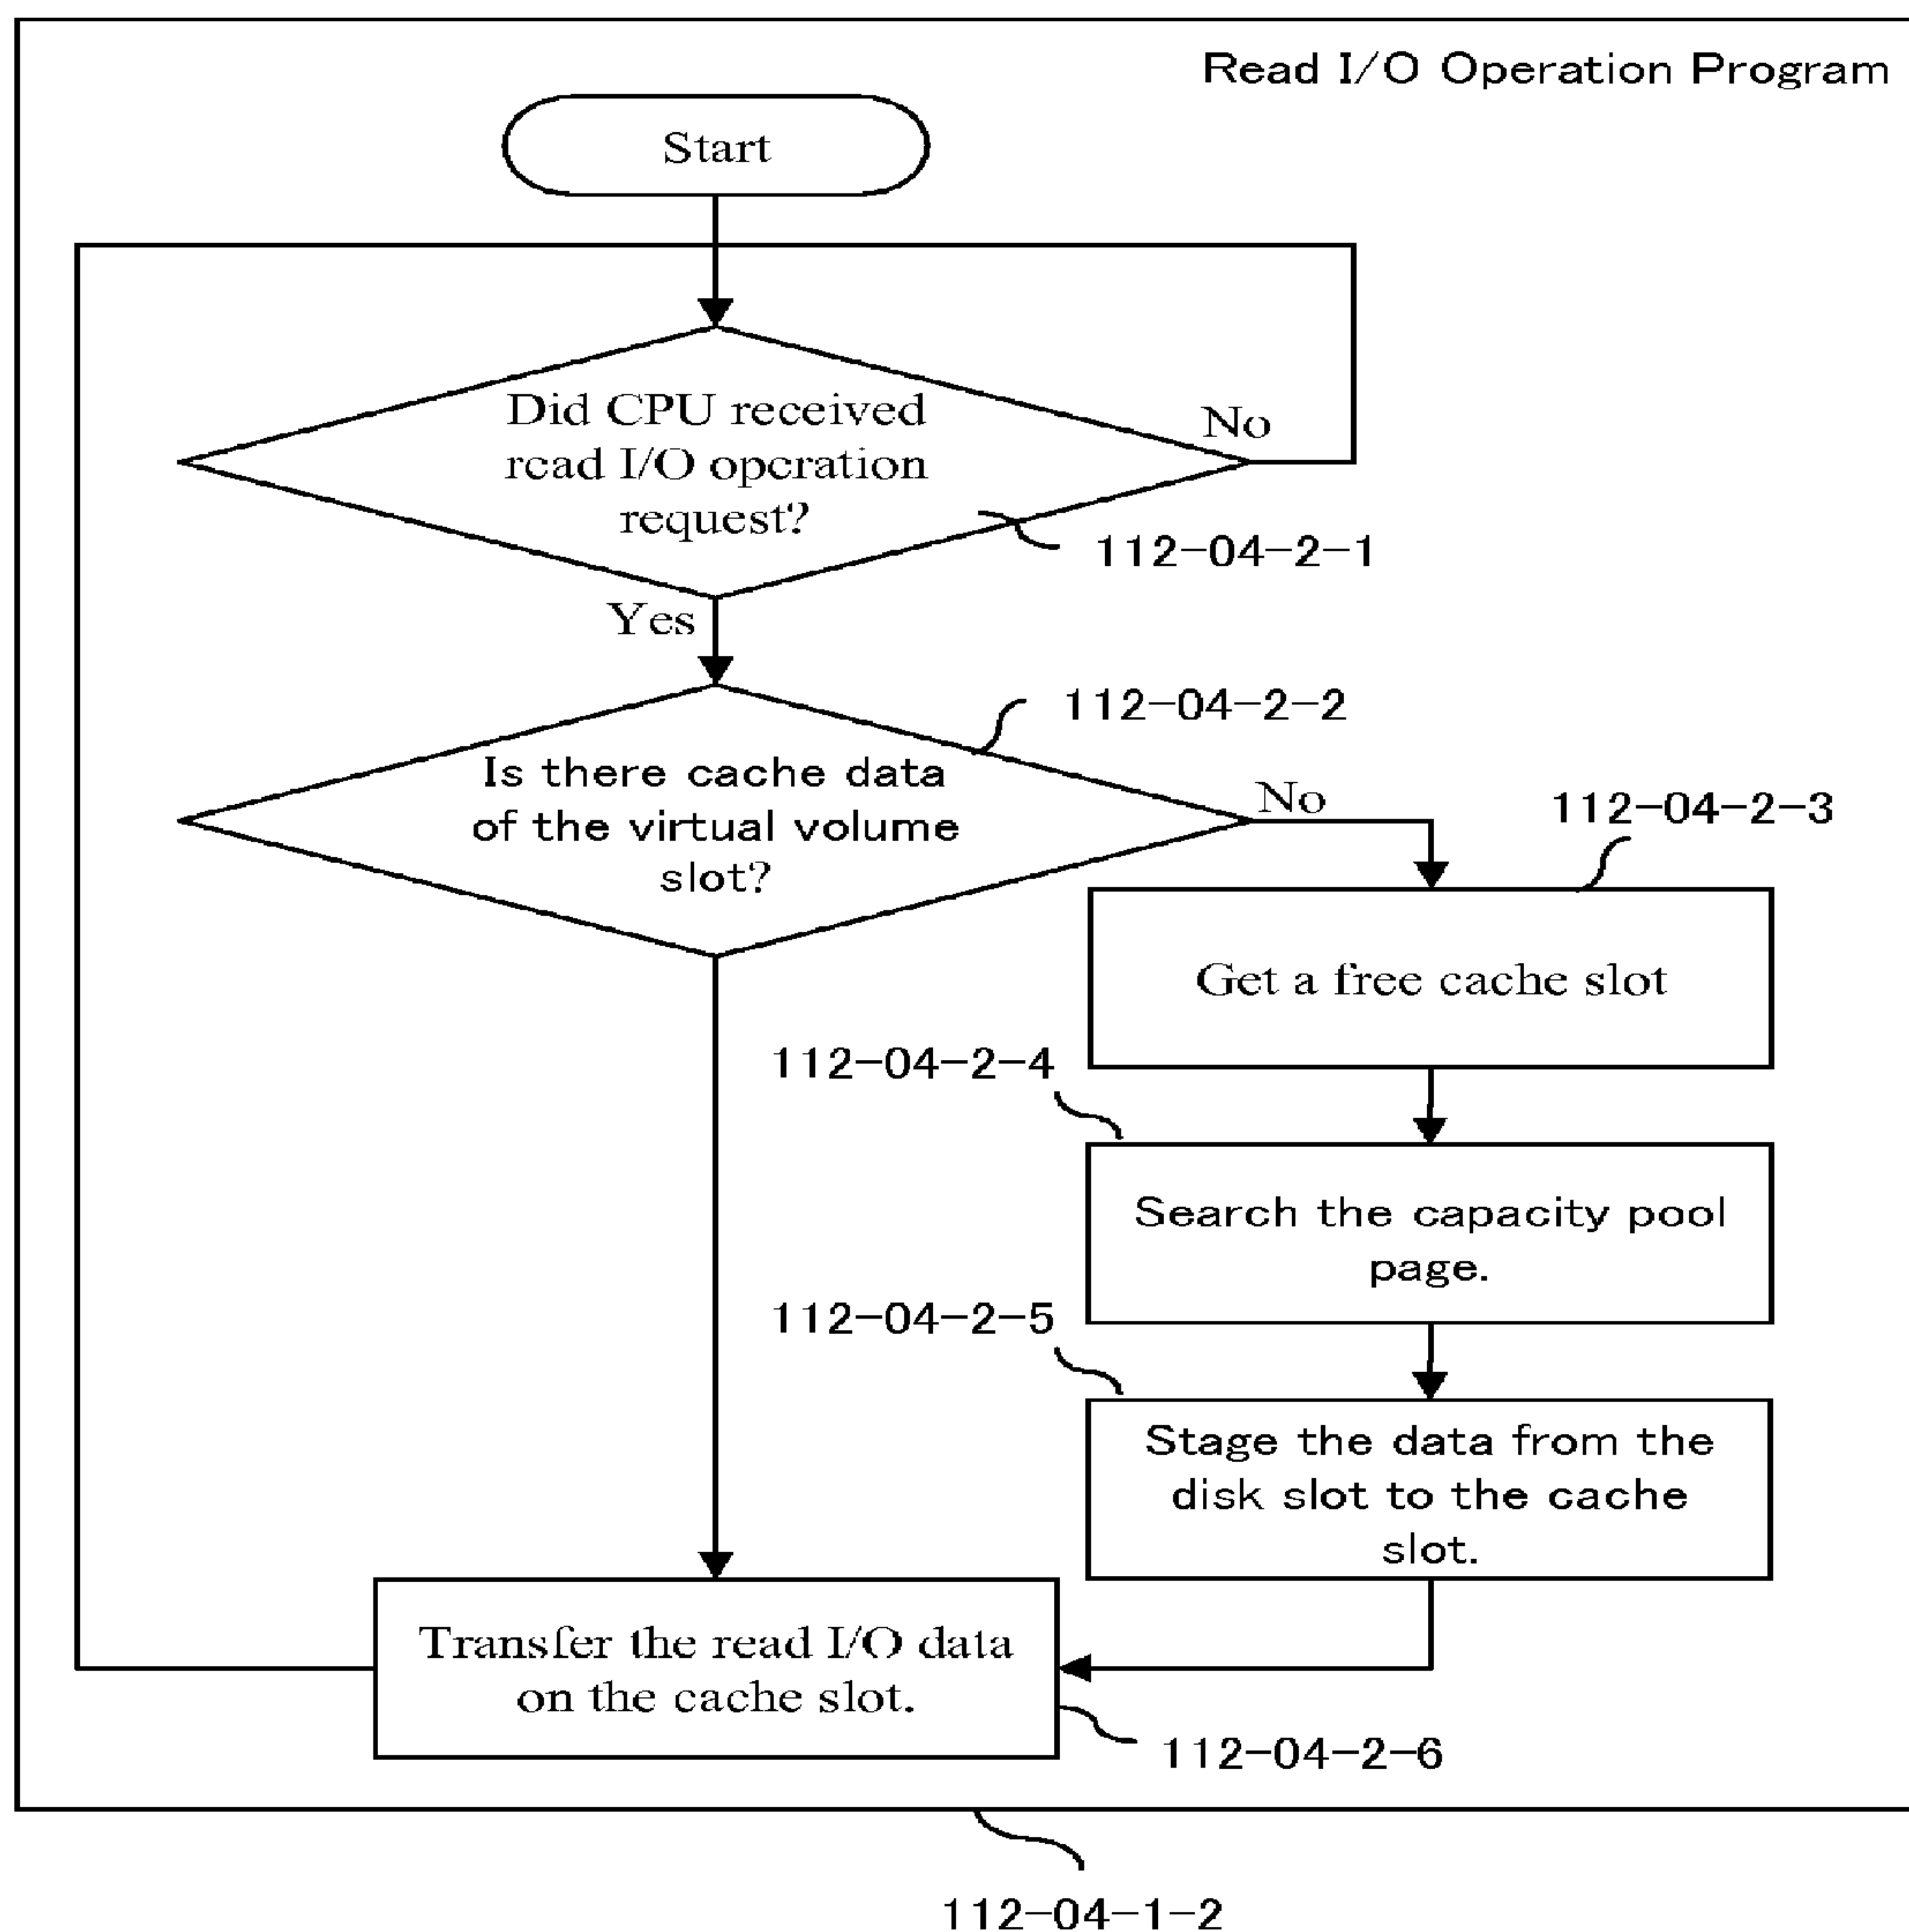 Read I/O Operation Program
Start
Did CPU received
read I/O operation
request?
No
112-04-2-1
Yes
112-04-2-2
Is there cache data
of the virtual volume
slot?
No
112-04-2-3
Get a free cache slot
112-04-2-4
Search the capacity pool
page.
112-04-2-5
Stage the data from the
disk slot to the cache
slot.
Transfer the read I/O data
on the cache slot.
112-04-2-6
112-04-1-2